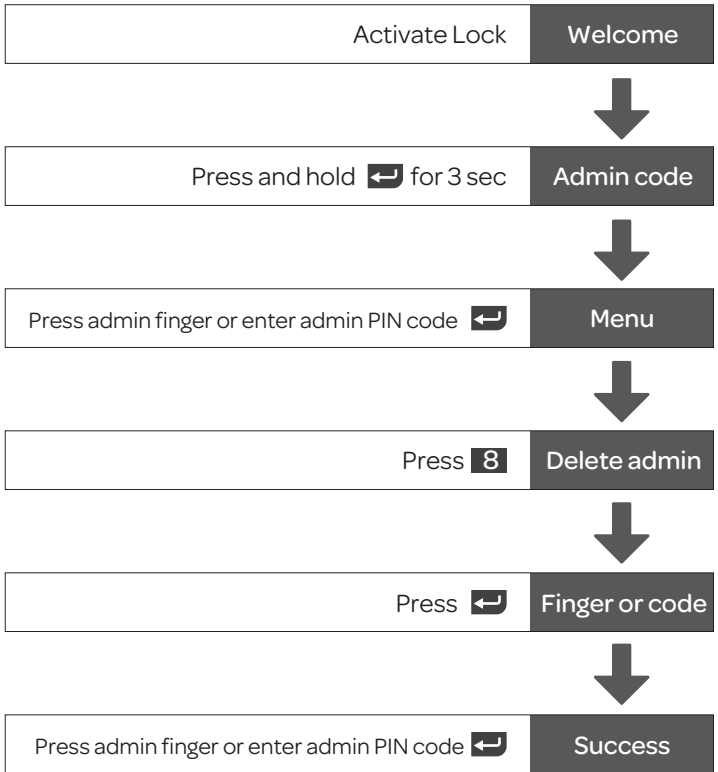 Activate Lock Welcome
Press and hold for 3 sec Admin code
Press admin finger or enter admin PIN code Menu
Press 8 Delete admin
Press Finger or code
Press admin finger or enter admin PIN code Success